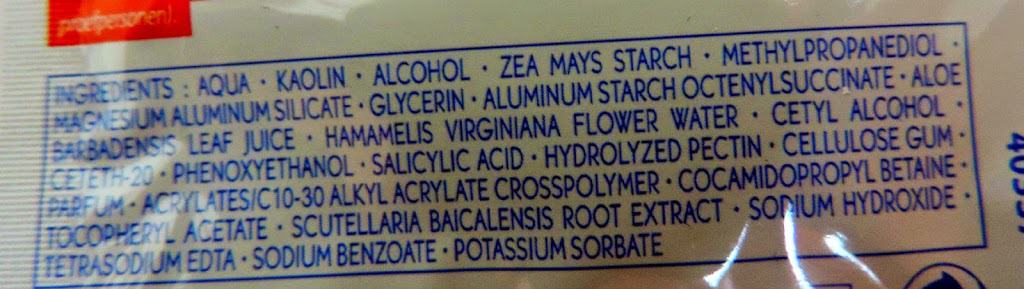 proefpersonen).
INGREDIENTS : AQUA · KAOLIN · ALCOHOL · ZEA MAYS STARCH · METHYLPROPANEDIOL ·
MAGNESIUM ALUMINUM SILICATE · GLYCERIN · ALUMINUM STARCH OCTENYLSUCCINATE · ALOE
BARBADENSIS LEAF JUICE · HAMAMELIS VIRGINIANA FLOWER WATER · CETYL ALCOHOL ·
CETETH-20 · PHENOXYETHANOL · SALICYLIC ACID · HYDROLYZED PECTIN · CELLULOSE GUM ·
PARFUM · ACRYLATES/C10-30 ALKYL ACRYLATE CROSSPOLYMER · COCAMIDOPROPYL BETAINE ·
TOCOPHERYL ACETATE · SCUTELLARIA BAICALENSIS ROOT EXTRACT · SODIUM HYDROXIDE ·
TETRASODIUM EDTA · SODIUM BENZOATE · POTASSIUM SORBATE